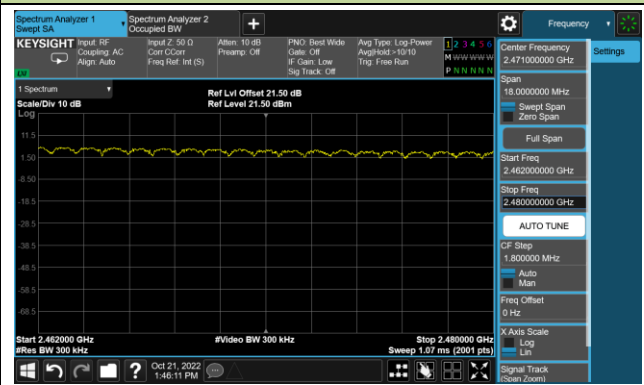 Spectrum Analyzer 1
Swept SA
Spectrum Analyzer 2
Occupied BW
Frequency
KEYSIGHT
Input: RF
Coupling: AC
Align: Auto
Input Z: 50 Ω
Corr CCorr
Freq Ref: Int (S)
Atten: 10 dB
Preamp: Off
PNO: Best Wide
Gate: Off
IF Gain: Low
Sig Track: Off
Avg Type: Log-Power
Avg|Hold:>10/10
Trig: Free Run
1 2 3 4 5 6
M W W W W W
P N N N N N
LXI
1 Spectrum
Scale/Div 10 dB
Log
Ref Lvl Offset 21.50 dB
Ref Level 21.50 dBm
11.5
1.50
-8.50
-18.5
-28.5
-38.5
-48.5
-58.5
-68.5
Start 2.462000 GHz
#Res BW 300 kHz
#Video BW 300 kHz
Stop 2.480000 GHz
Sweep 1.07 ms (2001 pts)
Oct 21, 2022
1:46:11 PM
Center Frequency
2.471000000 GHz
Settings
Span
18.0000000 MHz
Swept Span
Zero Span
Full Span
Start Freq
2.462000000 GHz
Stop Freq
2.480000000 GHz
AUTO TUNE
CF Step
1.800000 MHz
Auto
Man
Freq Offset
0 Hz
X Axis Scale
Log
Lin
Signal Track
(Span Zoom)